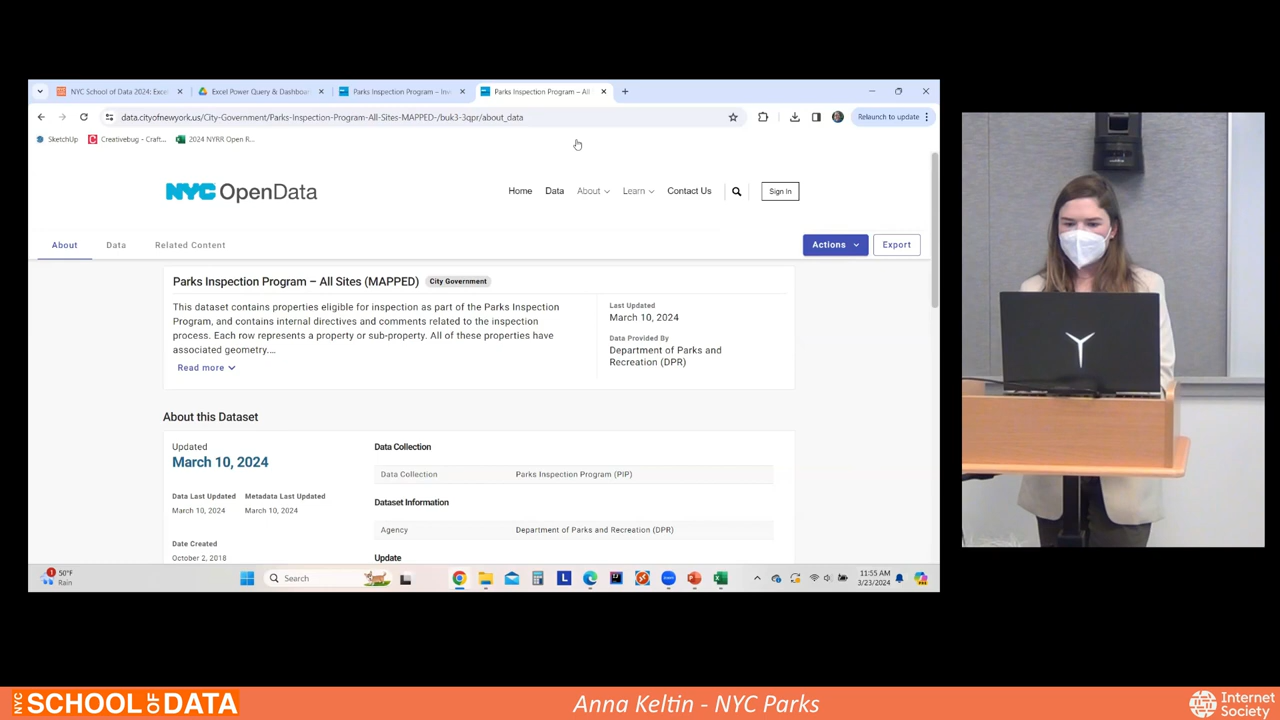 NYC School of Data 2024: Exce
Excel Power Query & Dashboa
Parks Inspection Program – In
Parks Inspection Program – All
data.cityofnewyork.us/City-Government/Parks-Inspection-Program-All-Sites-MAPPED-/buk3-3qpr/about_data
Relaunch to update
SketchUp
Creativebug - Craft...
2024 NYRR Open R...
NYC OpenData
Home
Data
About
Learn
Contact Us
Sign In
About
Data
Related Content
Actions
Export
Parks Inspection Program – All Sites (MAPPED)
City Government
This dataset contains properties eligible for inspection as part of the Parks Inspection
Program, and contains internal directives and comments related to the inspection
process. Each row represents a property or sub-property. All of these properties have
associated geometry....
Read more
Last Updated
March 10, 2024
Data Provided By
Department of Parks and
Recreation (DPR)
About this Dataset
Updated
March 10, 2024
Data Last Updated
Metadata Last Updated
March 10, 2024
March 10, 2024
Date Created
October 2, 2018
Data Collection
Data Collection
Parks Inspection Program (PIP)
Dataset Information
Agency
Department of Parks and Recreation (DPR)
Update
1
50°F
Rain
Search
L
11:55 AM
3/23/2024
NYC SCHOOL OF DATA
Anna Keltin - NYC Parks
Internet
Society